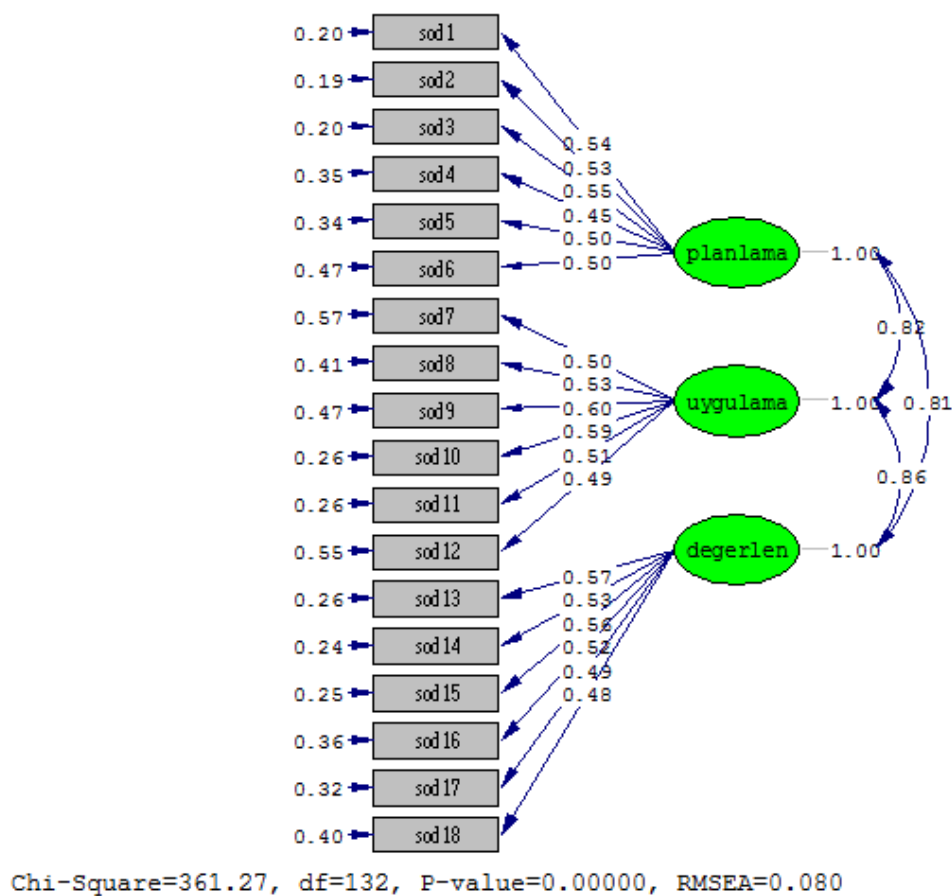 0.20 sod1
0.19 sod2
0.20 sod3
0.54
0.35 sod4
0.53
0.55
0.34 sod5
0.45
0.50
0.47 sod6
0.50
planlama 1.00
0.57 sod7
0.82
0.41 sod8
0.50
0.53
0.47 sod9
0.60
uygulama 1.00 0.81
0.26 sod10
0.59
0.51
0.26 sod11
0.49
0.86
0.55 sod12
degerlen 1.00
0.26 sod13
0.57
0.53
0.24 sod14
0.56
0.52
0.25 sod15
0.49
0.48
0.36 sod16
0.32 sod17
0.40 sod18
Chi-Square=361.27, df=132, P-value=0.00000, RMSEA=0.080